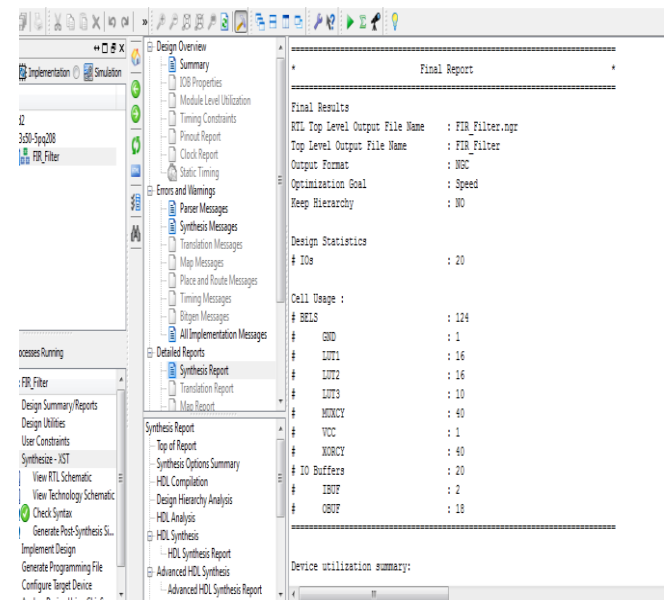 Implementation
Simulation
3s50-5pq208
FIR_Filter
ocesses Running
: FIR_Filter
Design Summary/Reports
Design Utilities
User Constraints
Synthesize - XST
View RTL Schematic
View Technology Schematic
Check Syntax
Generate Post-Synthesis Si...
Implement Design
Generate Programming File
Configure Target Device
Design Overview
Summary
IOB Properties
Module Level Utilization
Timing Constraints
Pinout Report
Clock Report
Static Timing
Errors and Warnings
Parser Messages
Synthesis Messages
Translation Messages
Map Messages
Place and Route Messages
Timing Messages
Bitgen Messages
All Implementation Messages
Detailed Reports
Synthesis Report
Translation Report
Map Report
Synthesis Report
Top of Report
Synthesis Options Summary
HDL Compilation
Design Hierarchy Analysis
HDL Analysis
HDL Synthesis
HDL Synthesis Report
Advanced HDL Synthesis
Advanced HDL Synthesis Report
* Final Report *
Final Results
RTL Top Level Output File Name : FIR_Filter.ngr
Top Level Output File Name : FIR_Filter
Output Format : NGC
Optimization Goal : Speed
Keep Hierarchy : NO
Design Statistics
# IOs : 20
Cell Usage :
# BELS : 124
# GND : 1
# LUT1 : 16
# LUT2 : 16
# LUT3 : 10
# MUXCY : 40
# VCC : 1
# XORCY : 40
# IO Buffers : 20
# IBUF : 2
# OBUF : 18
Device utilization summary: